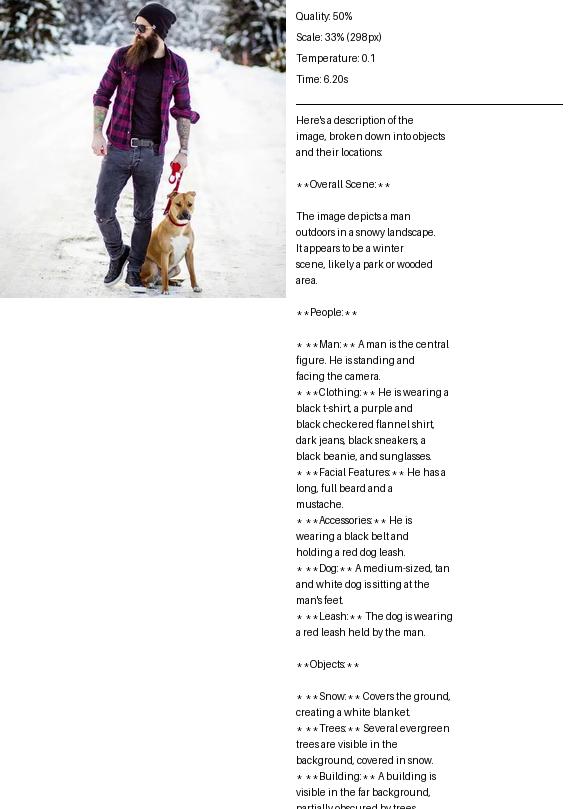 Quality: 50%
Scale: 33% (298px)
Temperature: 0.1
Time: 6.20s
Here's a description of the
image, broken down into objects
and their locations:
**Overall Scene:**
The image depicts a man
outdoors in a snowy landscape.
It appears to be a winter
scene, likely a park or wooded
area.
**People:**
* **Man:** A man is the central
figure. He is standing and
facing the camera.
* **Clothing:** He is wearing a
black t-shirt, a purple and
black checkered flannel shirt,
dark jeans, black sneakers, a
black beanie, and sunglasses.
* **Facial Features:** He has a
long, full beard and a
mustache.
* **Accessories:** He is
wearing a black belt and
holding a red dog leash.
* **Dog:** A medium-sized, tan
and white dog is sitting at the
man's feet.
* **Leash:** The dog is wearing
a red leash held by the man.
**Objects:**
* **Snow:** Covers the ground,
creating a white blanket.
* **Trees:** Several evergreen
trees are visible in the
background, covered in snow.
* **Building:** A building is
visible in the far background,
partially obscured by trees.